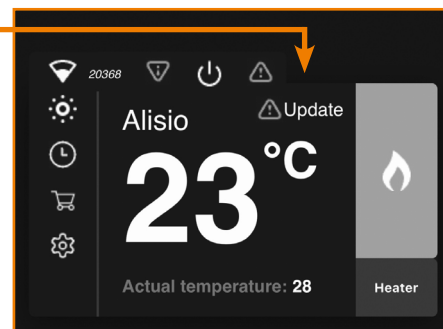 20368
Alisio
Update
23°C
Actual temperature: 28
Heater